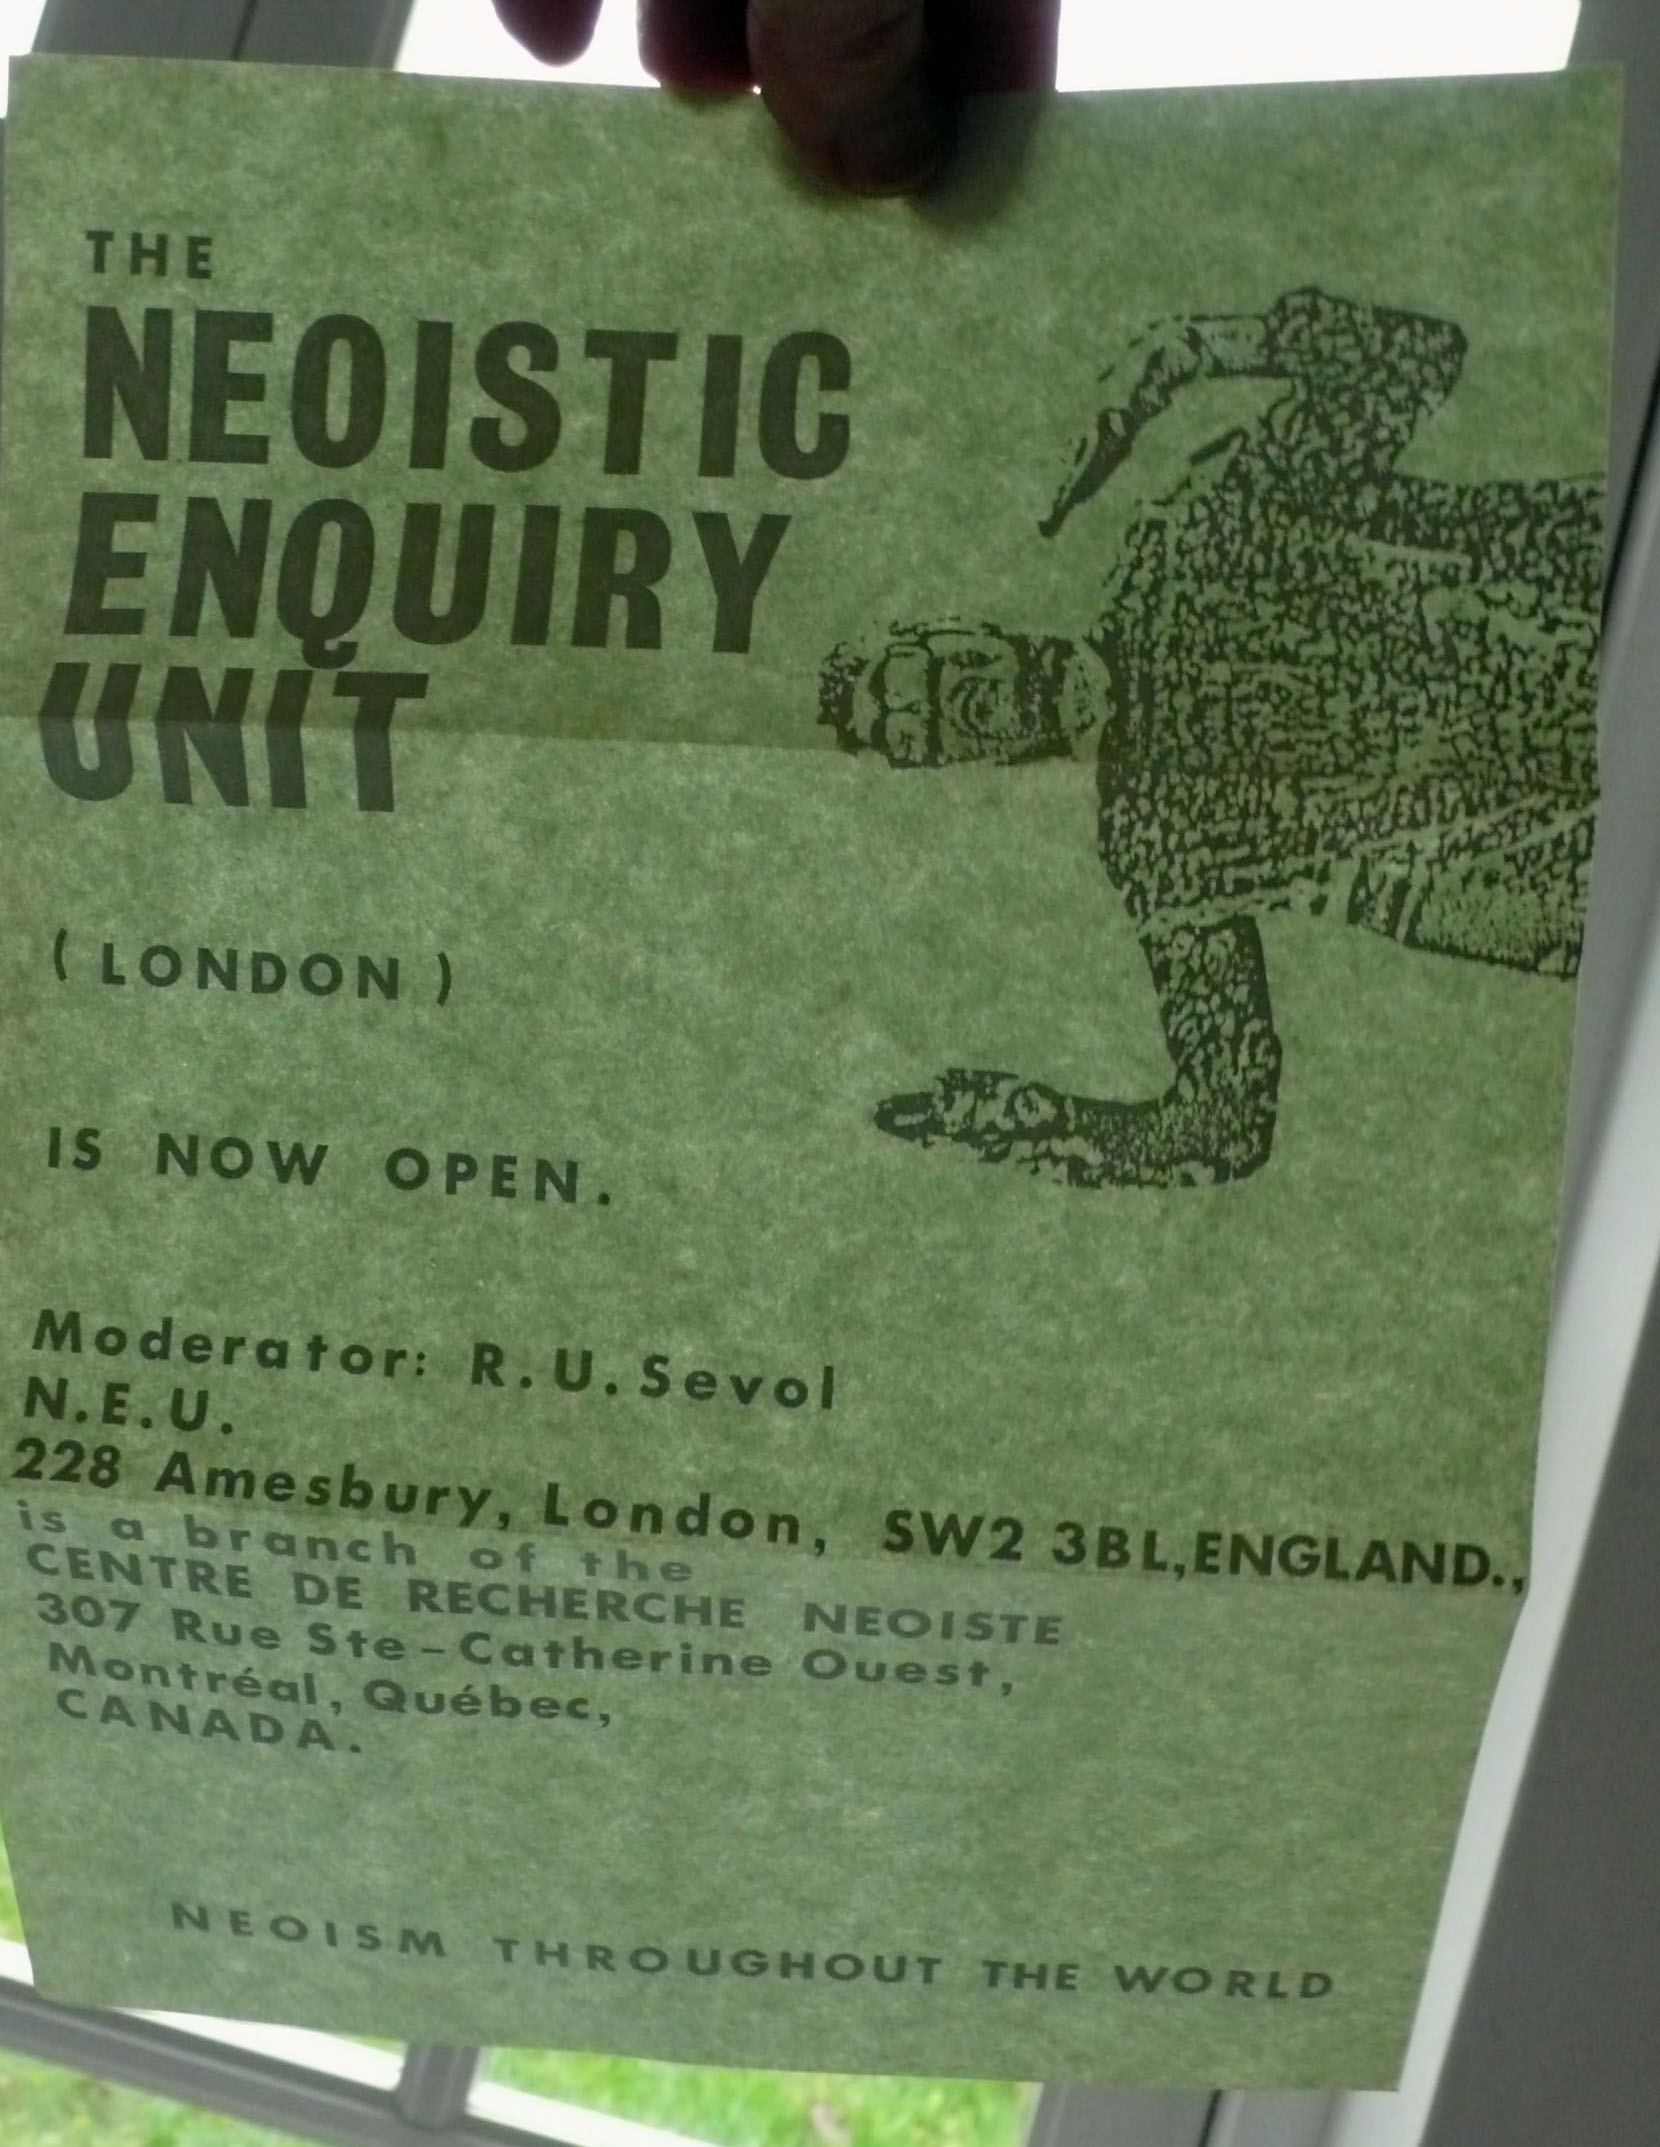 THE
NEOISTIC
ENQUIRY
UNIT
(LONDON)
IS NOW OPEN.
Moderator: R.U.Sevol
N.E.U.
228 Amesbury, London, SW2 3BL,ENGLAND.,
is a branch of the
CENTRE DE RECHERCHE NEOISTE
307 Rue Ste-Catherine Ouest,
Montréal, Québec,
CANADA.
NEOISM THROUGHOUT THE WORLD